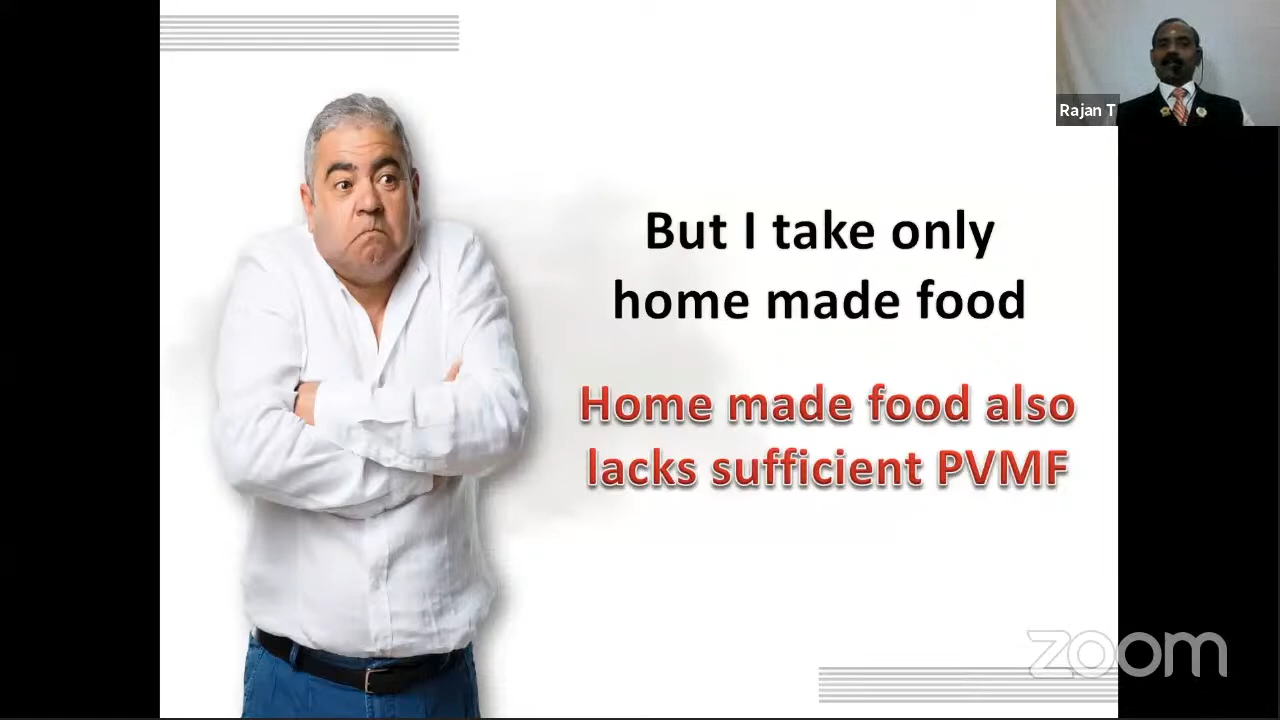 Rajan T
But I take only
home made food
Home made food also
lacks sufficient PVMF
zoom